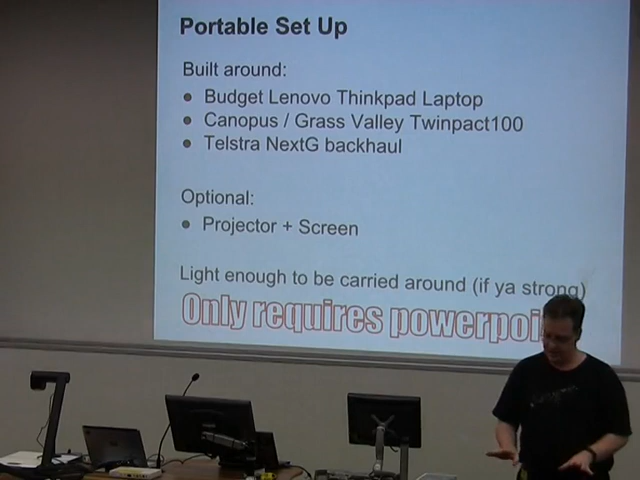 Portable Set Up
Built around:
● Budget Lenovo Thinkpad Laptop
● Canopus / Grass Valley Twinpact100
● Telstra NextG backhaul
Optional:
● Projector + Screen
Light enough to be carried around (if ya strong)
Only requires